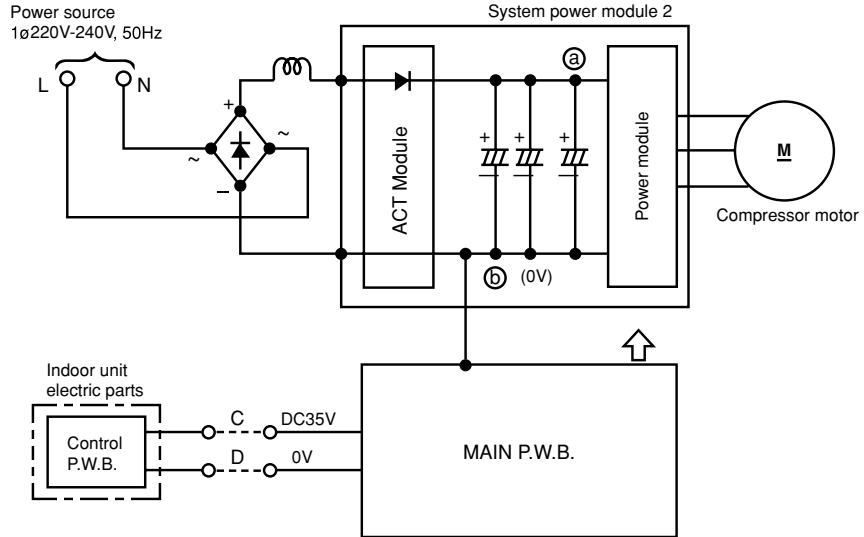 Power source
1ø220V-240V, 50Hz
L
N
System power module 2
+
~
~
–
ACT Module
ⓐ
+
+
+
Power module
M
Compressor motor
ⓑ (0V)
Indoor unit
electric parts
Control
P.W.B.
C
DC35V
D
0V
MAIN P.W.B.